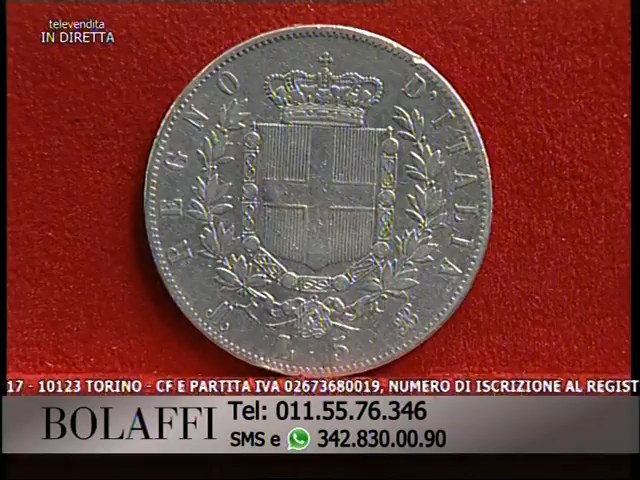 televendita
IN DIRETTA
REGNO D'ITALIA
L. 5
17 - 10123 TORINO - CF E PARTITA IVA 02673680019, NUMERO DI ISCRIZIONE AL REGIST
BOLAFFI
Tel: 011.55.76.346
SMS e 342.830.00.90